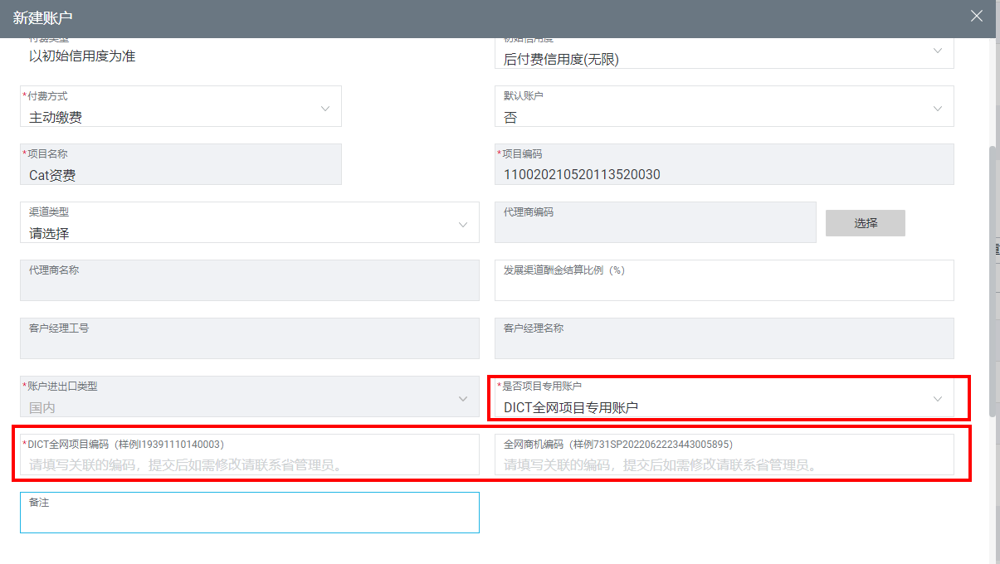 新建账户
付费类型
初始信用度
以初始信用度为准
后付费信用度(无限)
*付费方式
默认账户
主动缴费
否
*项目名称
*项目编码
Cat资费
110020210520113520030
渠道类型
代理商编码
请选择
选择
代理商名称
发展渠道酬金结算比例（%）
客户经理工号
客户经理名称
*账户进出口类型
*是否项目专用账户
国内
DICT全网项目专用账户
*DICT全网项目编码（样例I19391110140003）
全网商机编码（样例731SP2022062223443005895）
请填写关联的编码，提交后如需修改请联系省管理员。
请填写关联的编码，提交后如需修改请联系省管理员。
备注